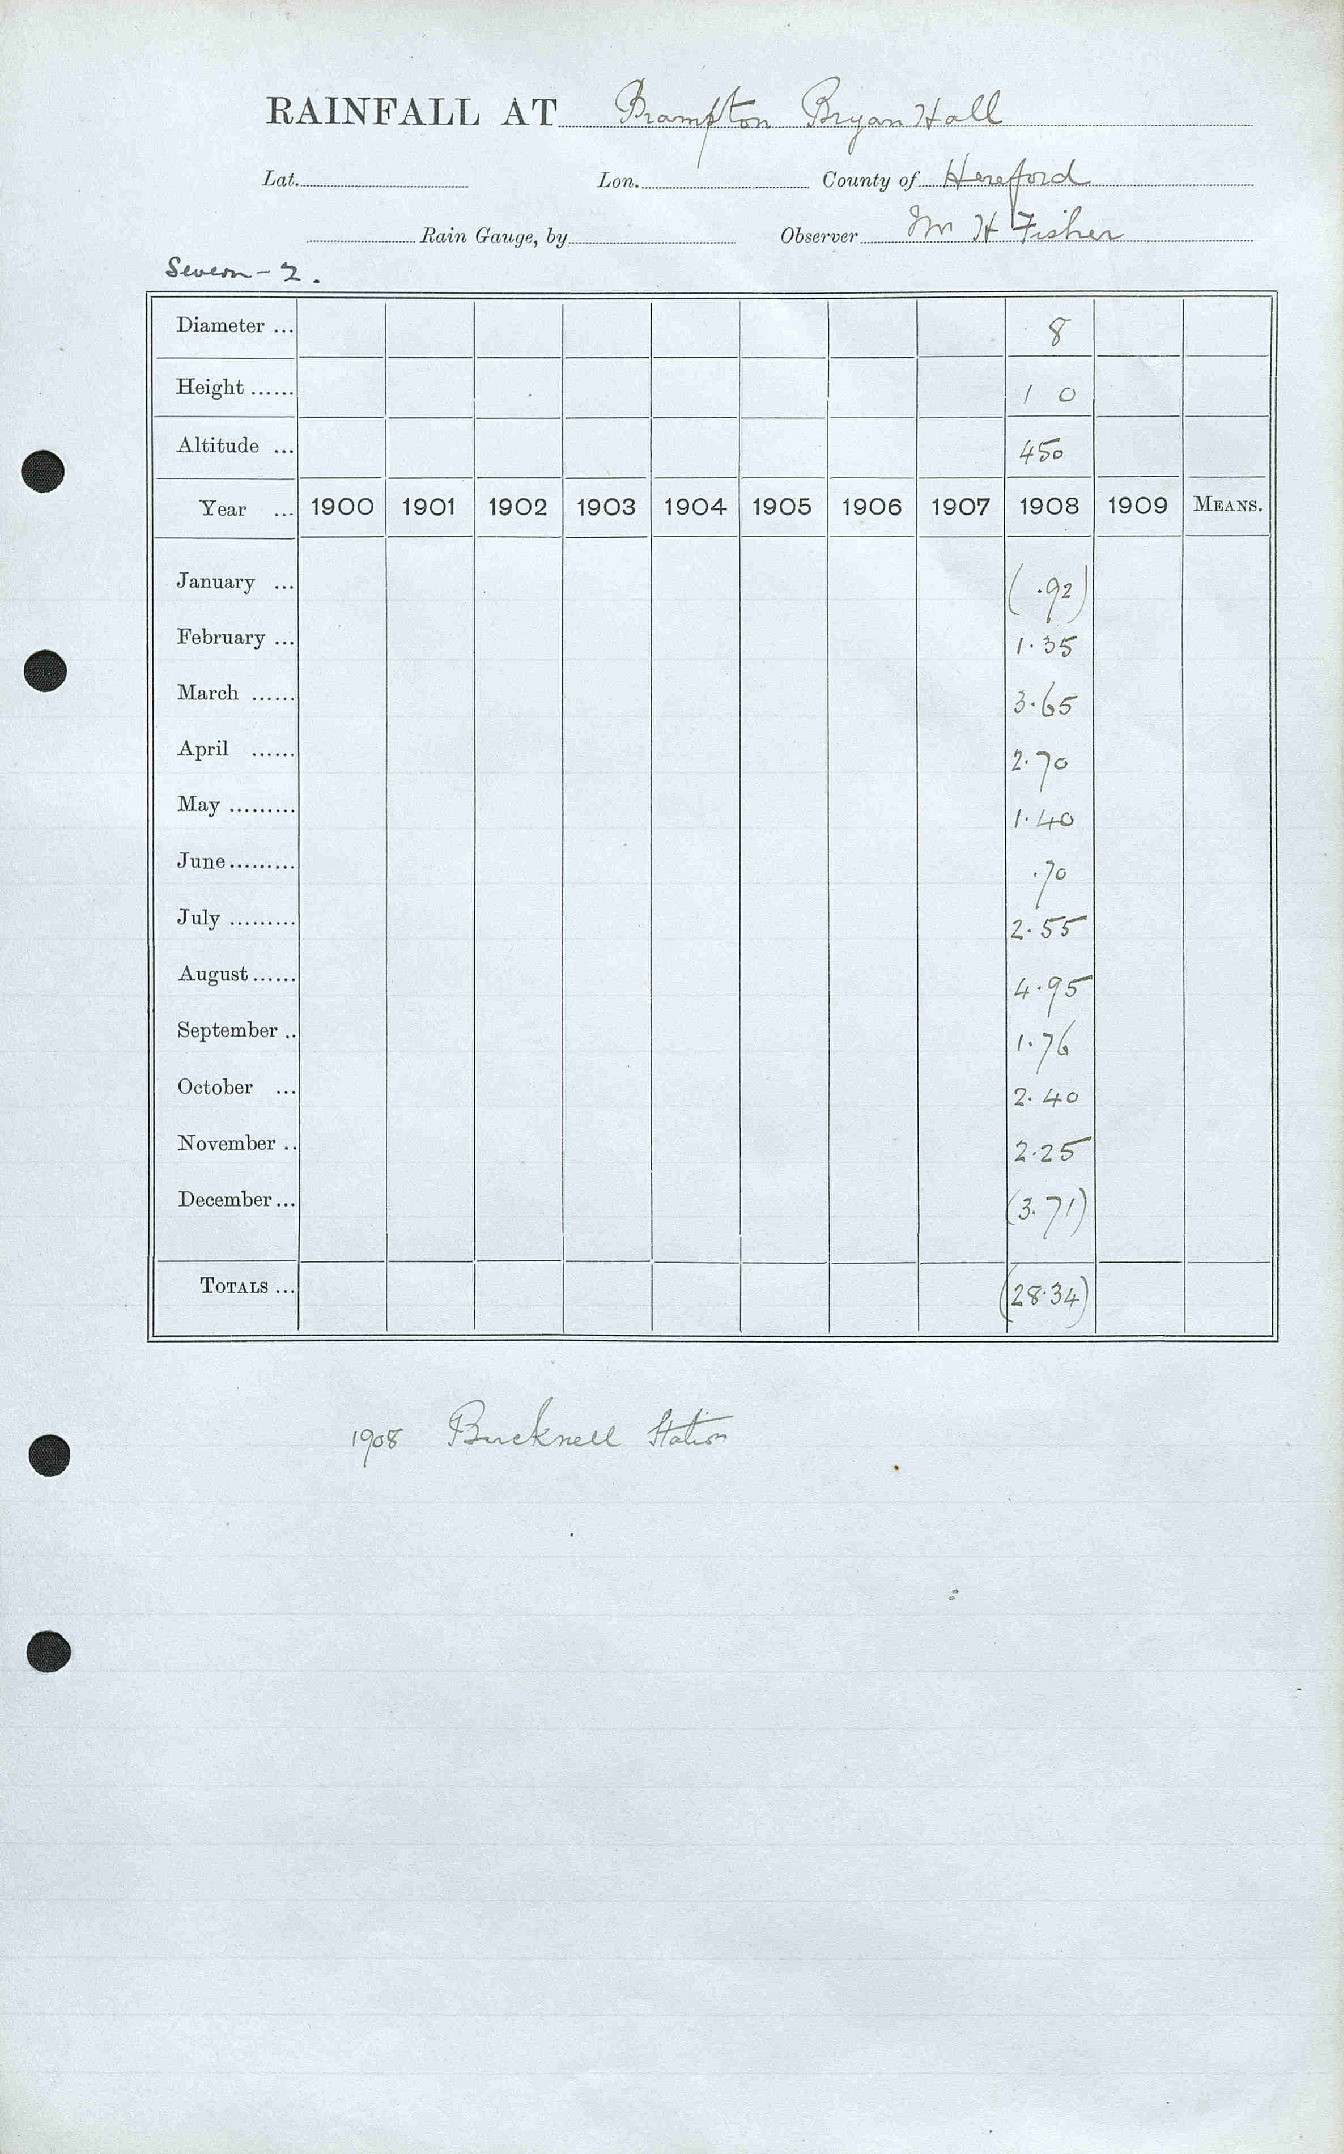 RAINFALL AT Brampton Bryan Hall
Lat. Lon. County of Hereford
Rain Gauge, by Observer Mr H Fisher
Severn - 2.
Diameter ... 8
Height ...... 1 0
Altitude ... 450
Year ... 1900 1901 1902 1903 1904 1905 1906 1907 1908 1909 MEANS.
January ... (.92)
February ... 1.35
March ...... 3.65
April ...... 2.70
May ......... 1.40
June ......... .70
July ......... 2.55
August ...... 4.95
September .. 1.76
October ... 2.40
November .. 2.25
December ... (3.71)
TOTALS ... (28.34)
1908 Bucknell Station